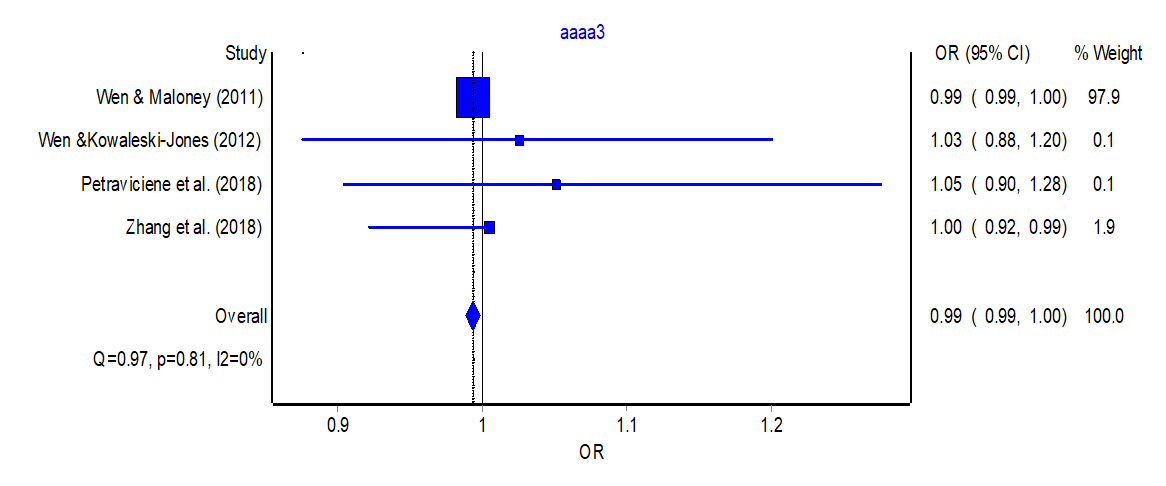 aaaa3
Study OR (95% CI) % Weight
Wen & Maloney (2011) 0.99 ( 0.99, 1.00) 97.9
Wen &Kowaleski-Jones (2012) 1.03 ( 0.88, 1.20) 0.1
Petraviciene et al. (2018) 1.05 ( 0.90, 1.28) 0.1
Zhang et al. (2018) 1.00 ( 0.92, 0.99) 1.9
Overall 0.99 ( 0.99, 1.00) 100.0
Q=0.97, p=0.81, I2=0%
0.9 1 1.1 1.2
OR